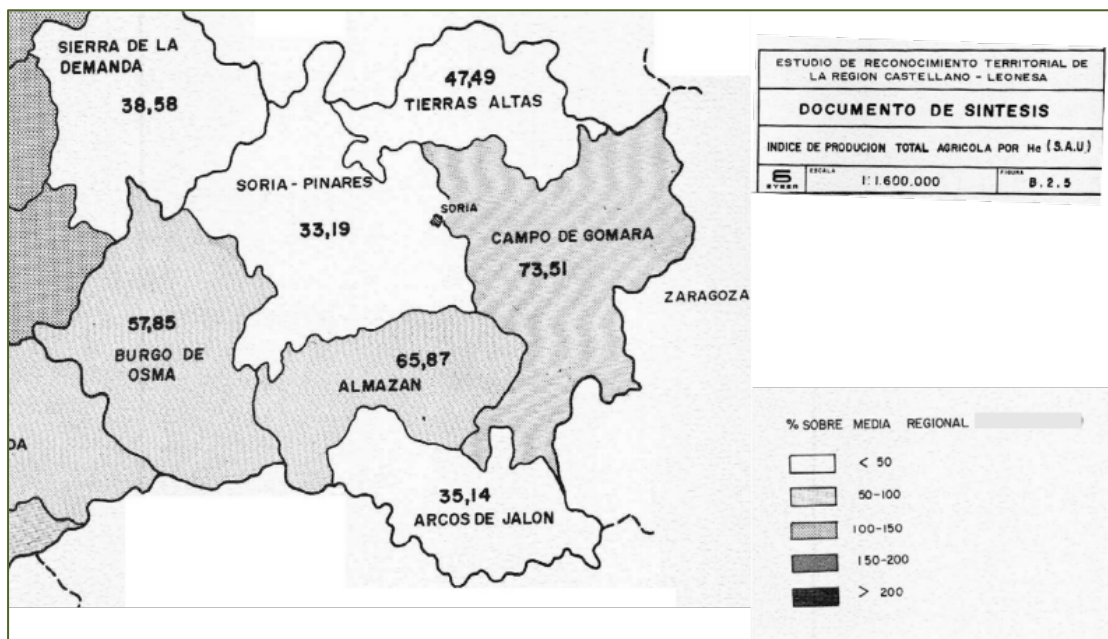 SIERRA DE LA
DEMANDA
38,58
47,49
TIERRAS ALTAS
SORIA - PINARES
33,19
SORIA
CAMPO DE GOMARA
73,51
ZARAGOZA
57,85
BURGO DE
OSMA
65,87
ALMAZAN
DA
35,14
ARCOS DE JALON
ESTUDIO DE RECONOCIMIENTO TERRITORIAL DE
LA REGION CASTELLANO - LEONESA
DOCUMENTO DE SINTESIS
INDICE DE PRODUCION TOTAL AGRICOLA POR Ha (S.A.U)
EYSER
ESCALA
1: 1.600.000
FIGURA
B.2.5
% SOBRE MEDIA REGIONAL
< 50
50-100
100-150
150-200
> 200